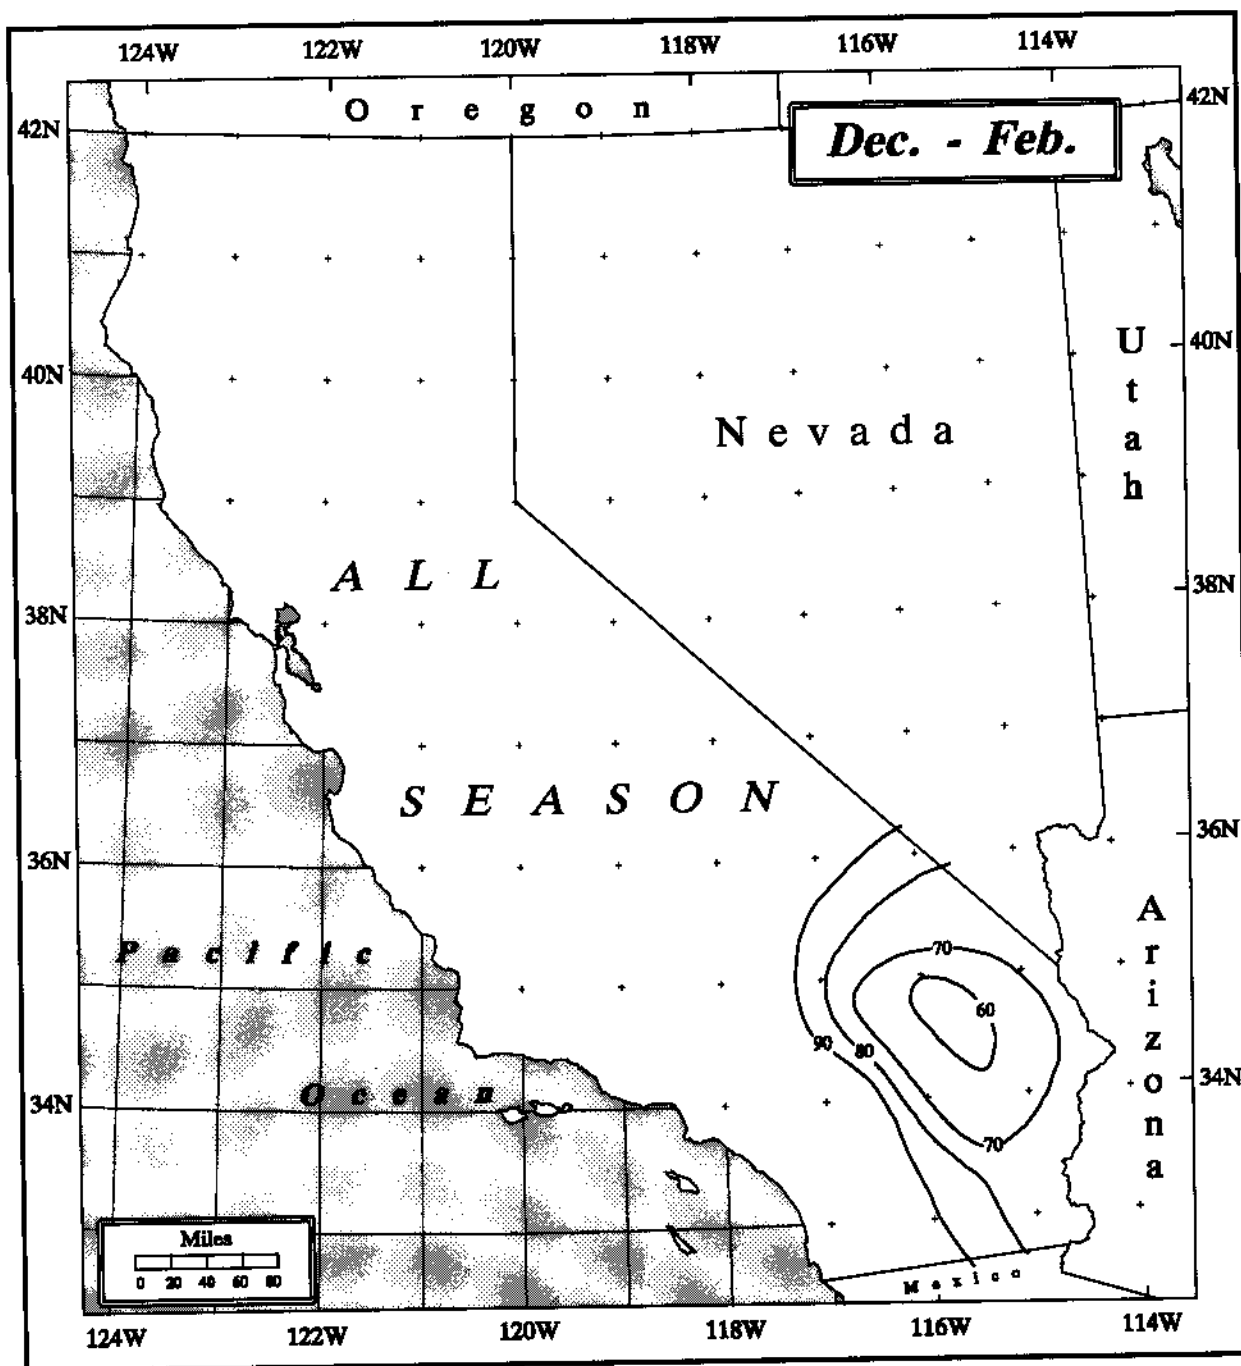 124W 122W 120W 118W 116W 114W
Oregon
42N 42N
Dec. - Feb.
Utah
40N 40N
Nevada
ALL
38N 38N
SEASON
36N 36N
Arizona
Pacific
70
60
90 80
Ocean
34N 34N
70
Miles
0 20 40 60 80
Mexico
124W 122W 120W 118W 116W 114W